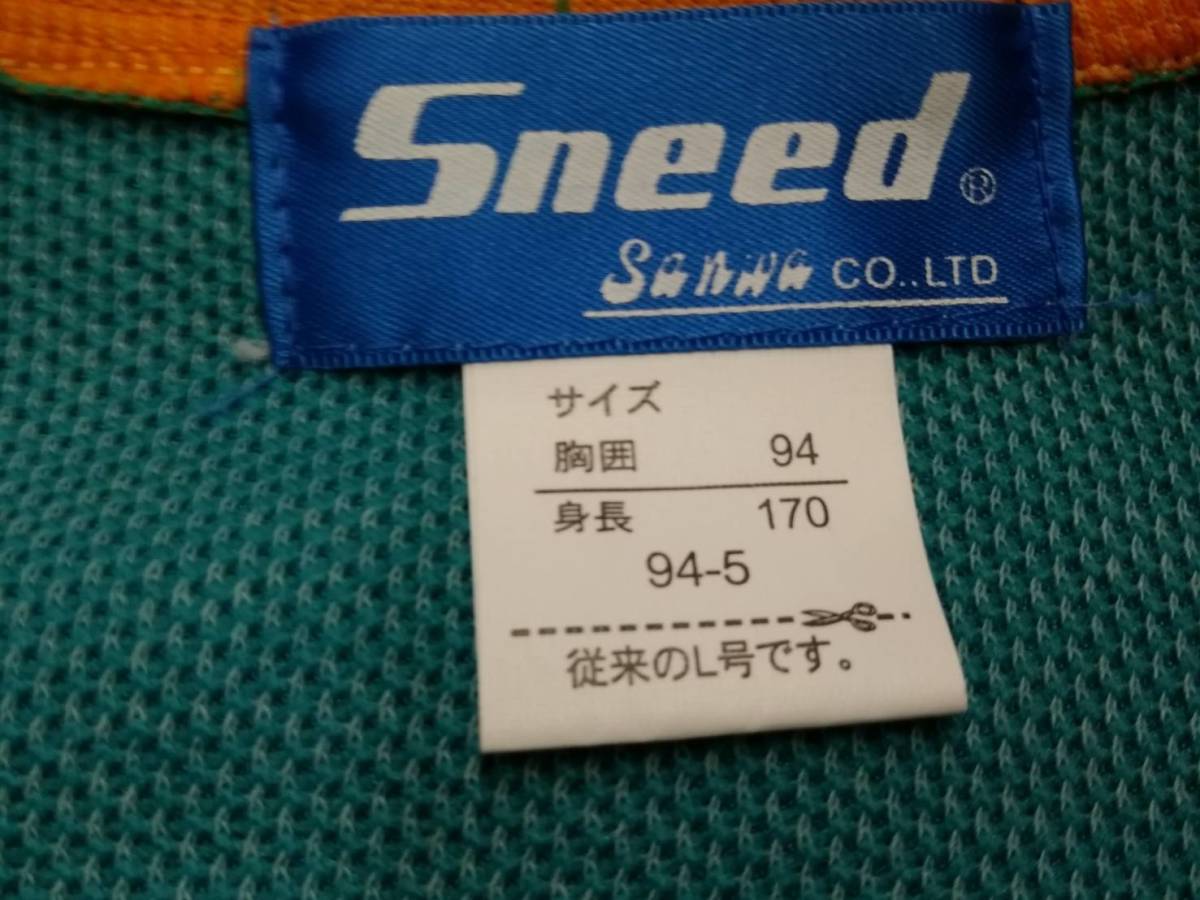 Sneed®
Sanwa CO.,LTD
サイズ
胸囲 94
身長 170
94-5
従来のL号です。